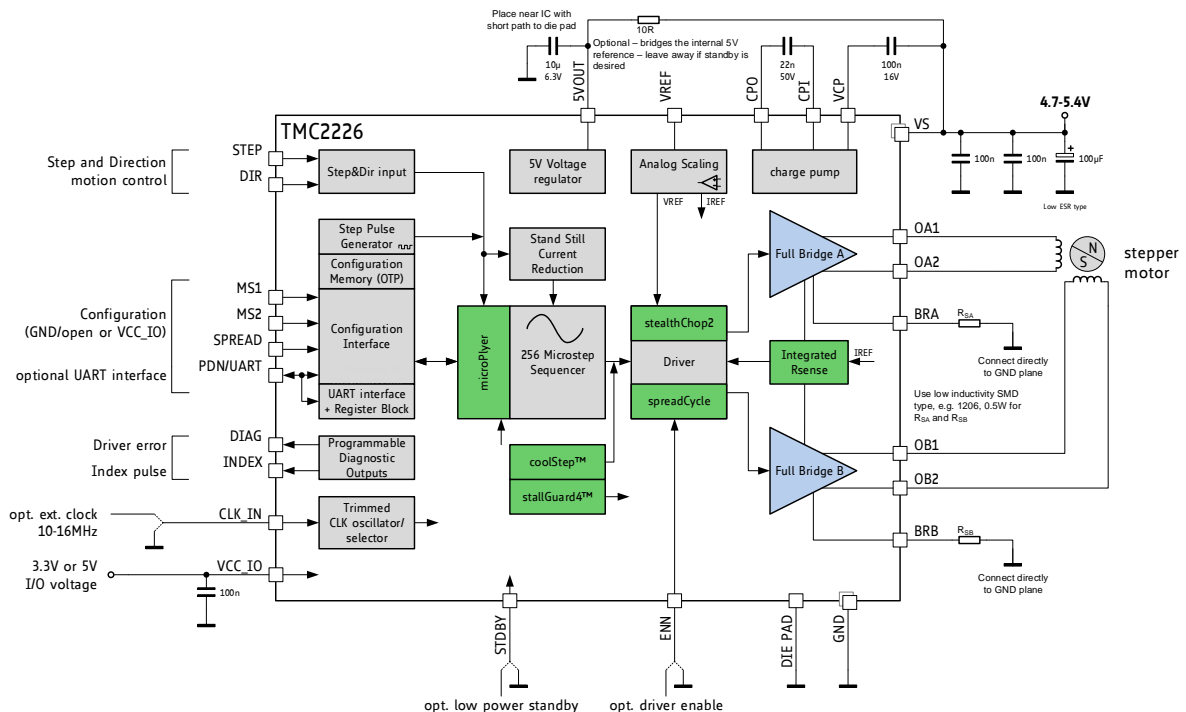 Place near IC with
short path to die pad
10µ
6.3V
10R
Optional – bridges the internal 5V
reference – leave away if standby is
desired
22n
50V
100n
16V
5VOUT
VREF
CPO
CPI
VCP
4.7-5.4V
VS
100n
100n
+
100µF
Low ESR type
TMC2226
Step and Direction
motion control
STEP
DIR
Step&Dir input
5V Voltage
regulator
Analog Scaling
VREF
IREF
charge pump
Step Pulse
Generator
Configuration
Memory (OTP)
Stand Still
Current
Reduction
Full Bridge A
OA1
OA2
N
S
stepper
motor
Configuration
(GND/open or VCC_IO)
optional UART interface
MS1
MS2
SPREAD
PDN/UART
Configuration
Interface
UART interface
+ Register Block
microPlyer
256 Microstep
Sequencer
stealthChop2
Driver
spreadCycle
Integrated
Rsense
IREF
BRA
RSA
Connect directly
to GND plane
Use low inductivity SMD
type, e.g. 1206, 0.5W for
RSA and RSB
Driver error
Index pulse
DIAG
INDEX
Programmable
Diagnostic
Outputs
coolStep™
stallGuard4™
Full Bridge B
OB1
OB2
opt. ext. clock
10-16MHz
CLK_IN
Trimmed
CLK oscillator/
selector
BRB
RSB
Connect directly
to GND plane
3.3V or 5V
I/O voltage
VCC_IO
100n
STDBY
ENN
DIE PAD
GND
opt. low power standby
opt. driver enable